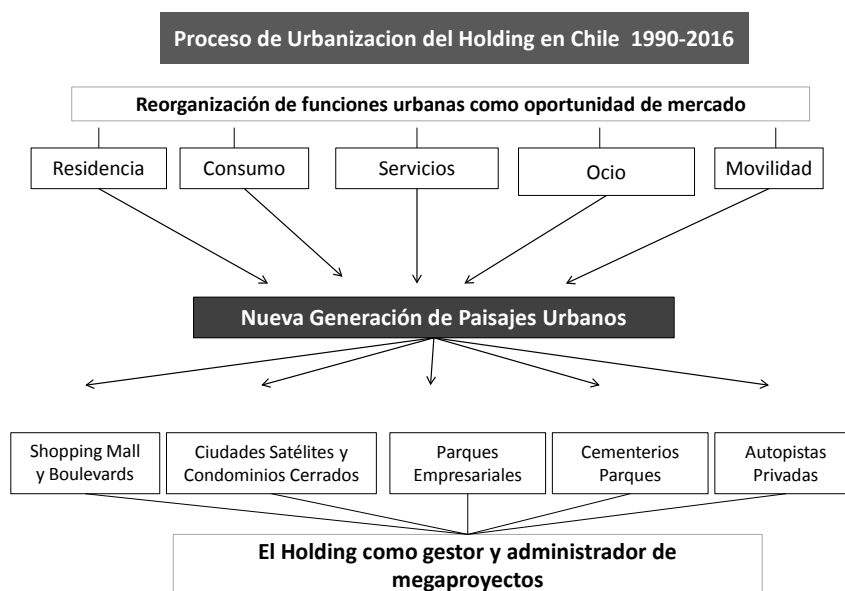 Proceso de Urbanizacion del Holding en Chile 1990-2016
Reorganización de funciones urbanas como oportunidad de mercado
Residencia
Consumo
Servicios
Ocio
Movilidad
Nueva Generación de Paisajes Urbanos
Shopping Mall
y Boulevards
Ciudades Satélites y
Condominios Cerrados
Parques
Empresariales
Cementerios
Parques
Autopistas
Privadas
El Holding como gestor y administrador de
megaproyectos